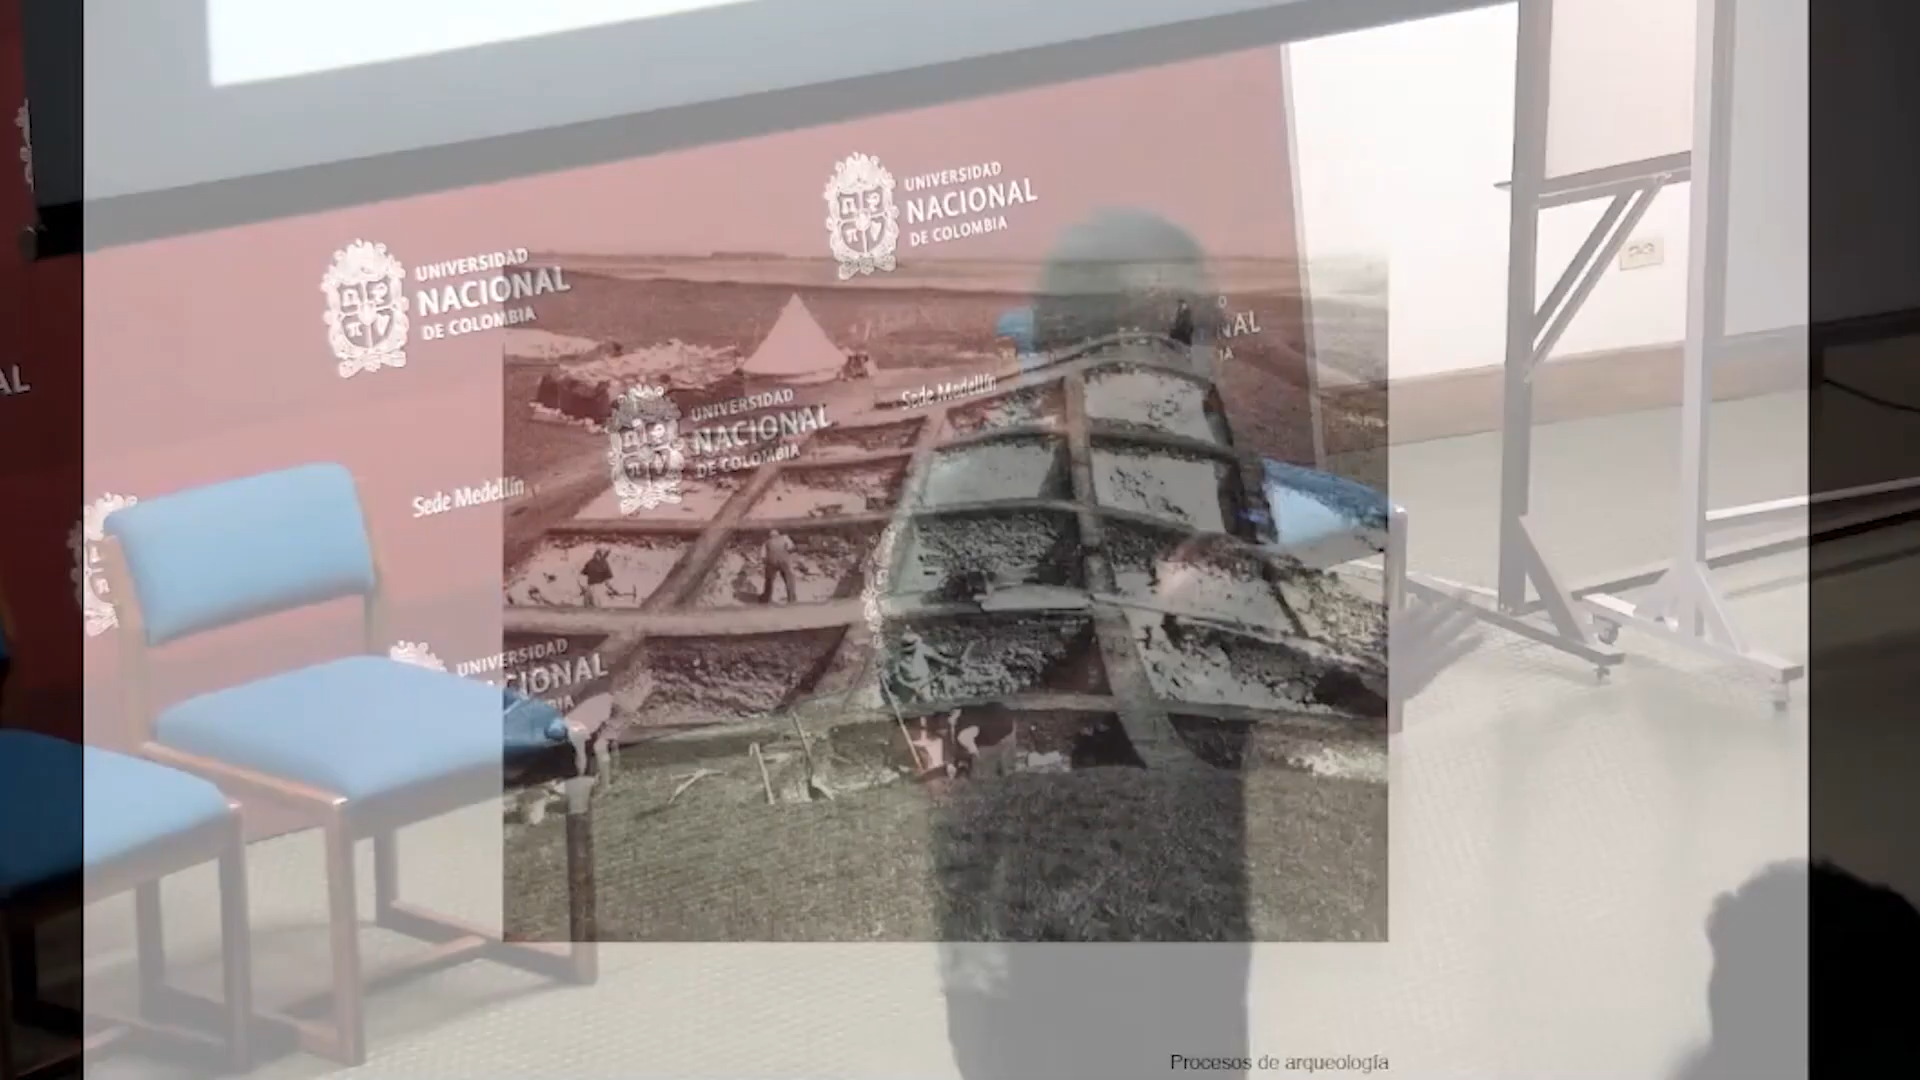 UNIVERSIDAD
NACIONAL
DE COLOMBIA
UNIVERSIDAD
NACIONAL
DE COLOMBIA
Sede Medellín
UNIVERSIDAD
NACIONAL
DE COLOMBIA
Sede Medellín
UNIVERSIDAD
Procesos de arqueología